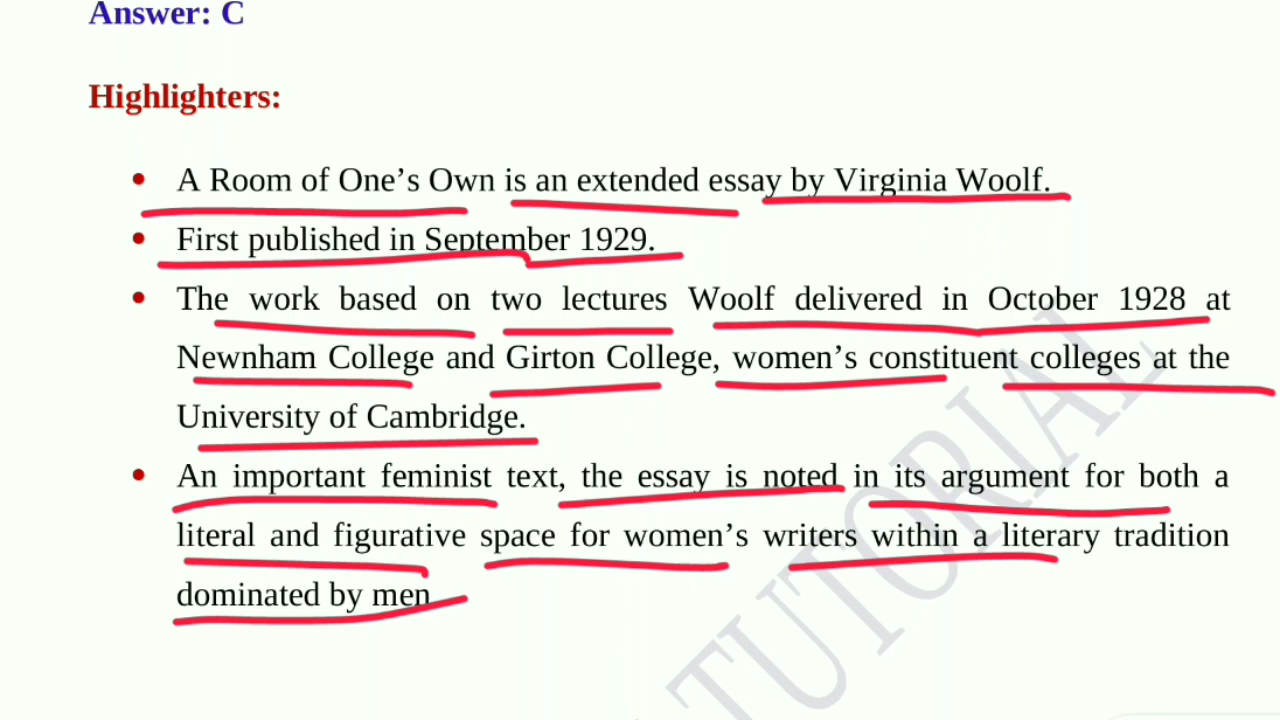 Answer: C
Highlighters:
• A Room of One’s Own is an extended essay by Virginia Woolf.
• First published in September 1929.
• The work based on two lectures Woolf delivered in October 1928 at
Newnham College and Girton College, women’s constituent colleges at the
University of Cambridge.
• An important feminist text, the essay is noted in its argument for both a
literal and figurative space for women’s writers within a literary tradition
dominated by men
TUTORIAL